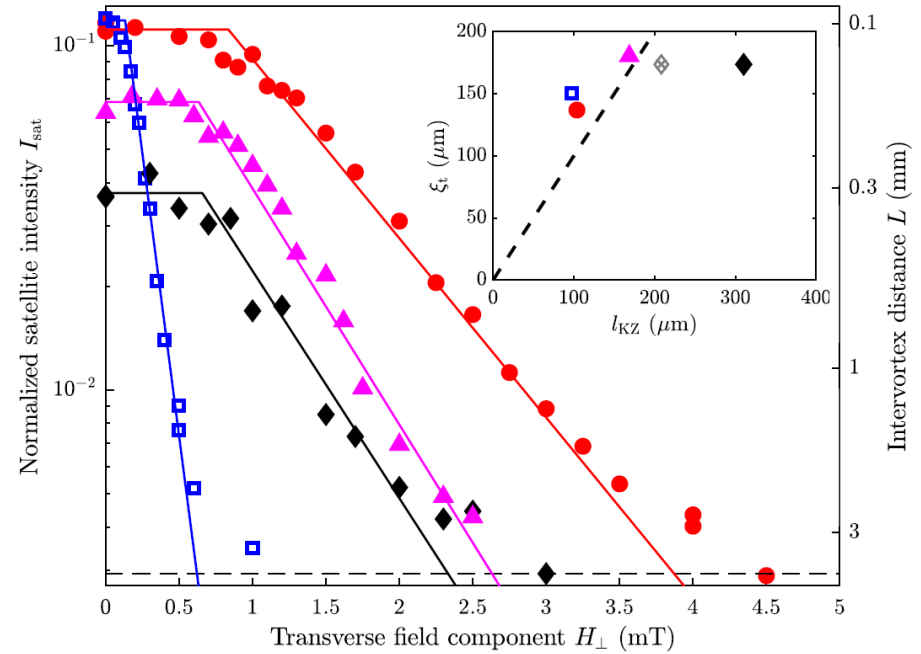 Normalized satellite intensity I_sat
10^{-1}
10^{-2}
0 0.5 1 1.5 2 2.5 3 3.5 4 4.5 5
Transverse field component H_⊥ (mT)
0.1
0.3
1
3
Intervortex distance L (mm)
200
150
100
50
0
ξ_t (μm)
0 100 200 300 400
l_KZ (μm)